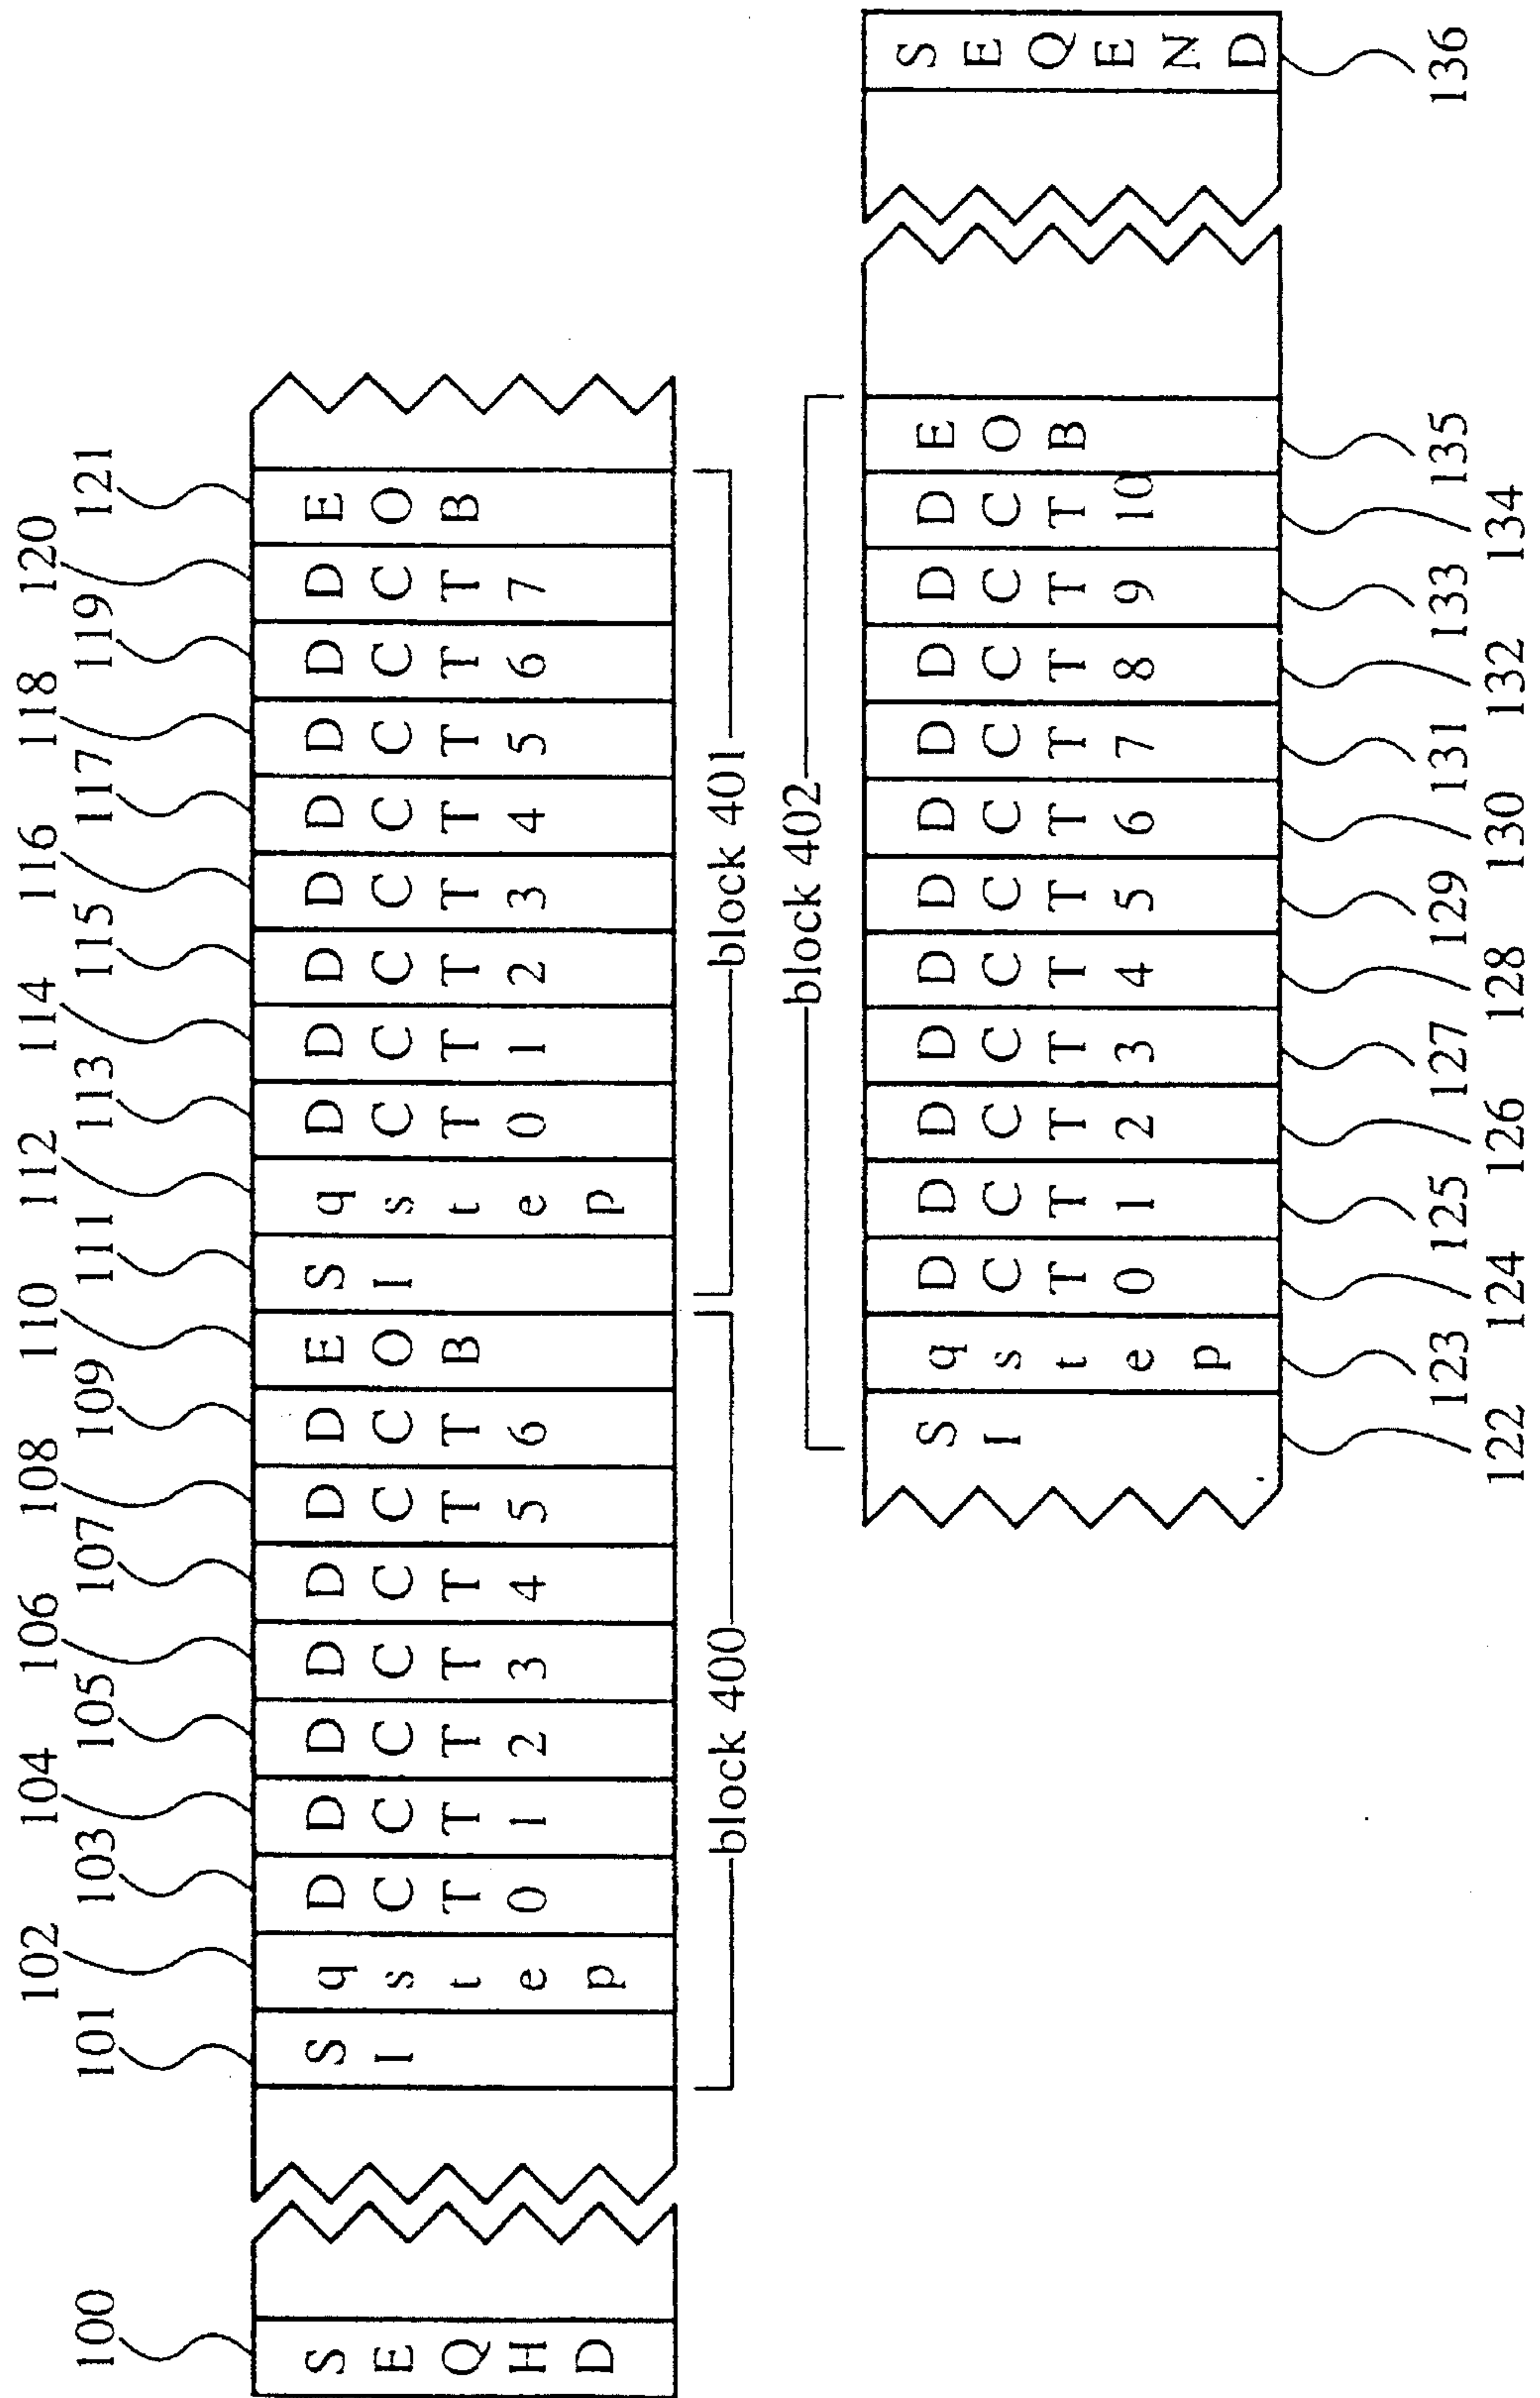 100 101 102 103 104 105 106 107 108 109 110 111 112 113 114 115 116 117 118 119 120 121
SEQHD
SI
qstep
DCT0
DCT1
DCT2
DCT3
DCT4
DCT5
DCT6
EOB
SI
qstep
DCT0
DCT1
DCT2
DCT3
DCT4
DCT5
DCT6
DCT7
EOB
block 400
block 401
block 402
SI
qstep
DCT0
DCT1
DCT2
DCT3
DCT4
DCT5
DCT6
DCT7
DCT8
DCT9
DCT10
EOB
SEQEND
122 123 124 125 126 127 128 129 130 131 132 133 134 135 136